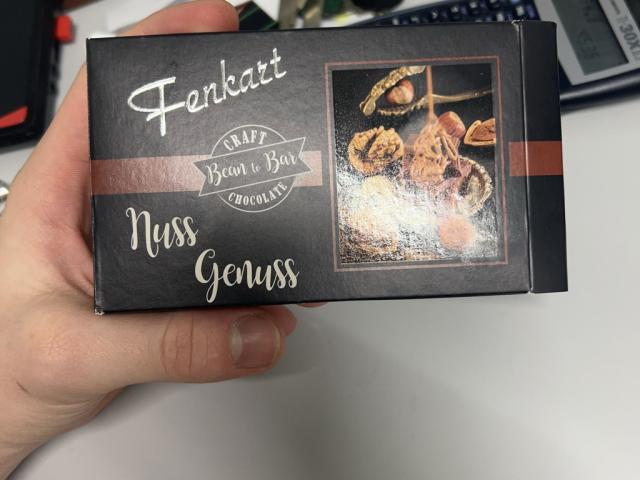 Fenkart
CRAFT
Bean to Bar
CHOCOLATE
Nuss
Genuss